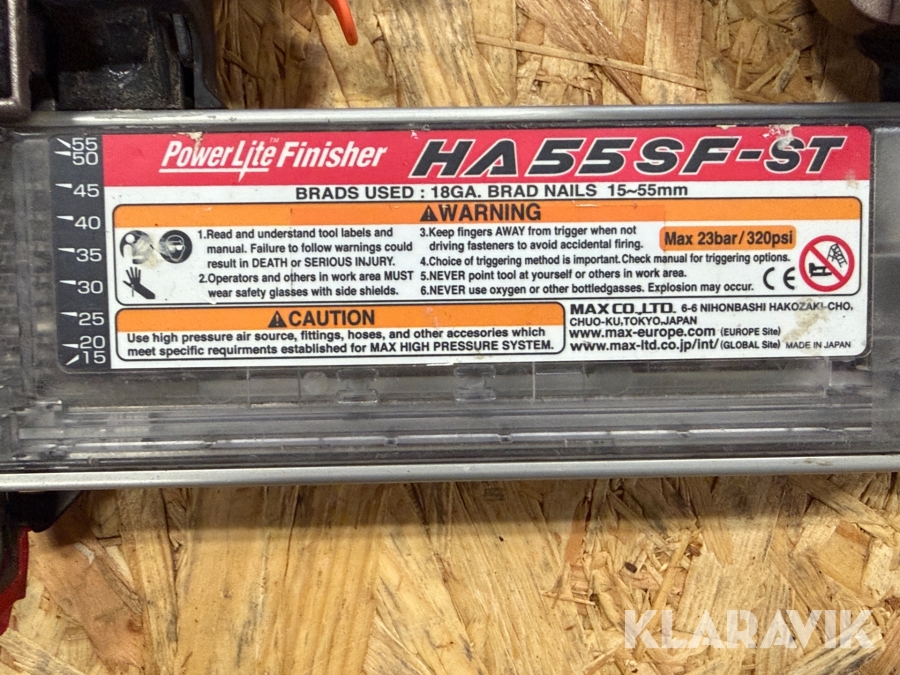 PowerLite™ Finisher HA55SF-ST
BRADS USED : 18GA. BRAD NAILS 15~55mm
WARNING
1.Read and understand tool labels and
manual. Failure to follow warnings could
result in DEATH or SERIOUS INJURY.
2.Operators and others in work area MUST
wear safety glasses with side shields.
3.Keep fingers AWAY from trigger when not
driving fasteners to avoid accidental firing.
4.Choice of triggering method is important. Check manual for triggering options.
5.NEVER point tool at yourself or others in work area.
6.NEVER use oxygen or other bottledgasses. Explosion may occur.
Max 23bar/320psi
CE
CAUTION
Use high pressure air source, fittings, hoses, and other accesories which
meet specific requirments established for MAX HIGH PRESSURE SYSTEM.
MAX CO.,LTD. 6-6 NIHONBASHI HAKOZAKI-CHO,
CHUO-KU,TOKYO,JAPAN
www.max-europe.com (EUROPE Site)
www.max-ltd.co.jp/int/ (GLOBAL Site) MADE IN JAPAN
55
50
45
40
35
30
25
20
15
KLARAVIK